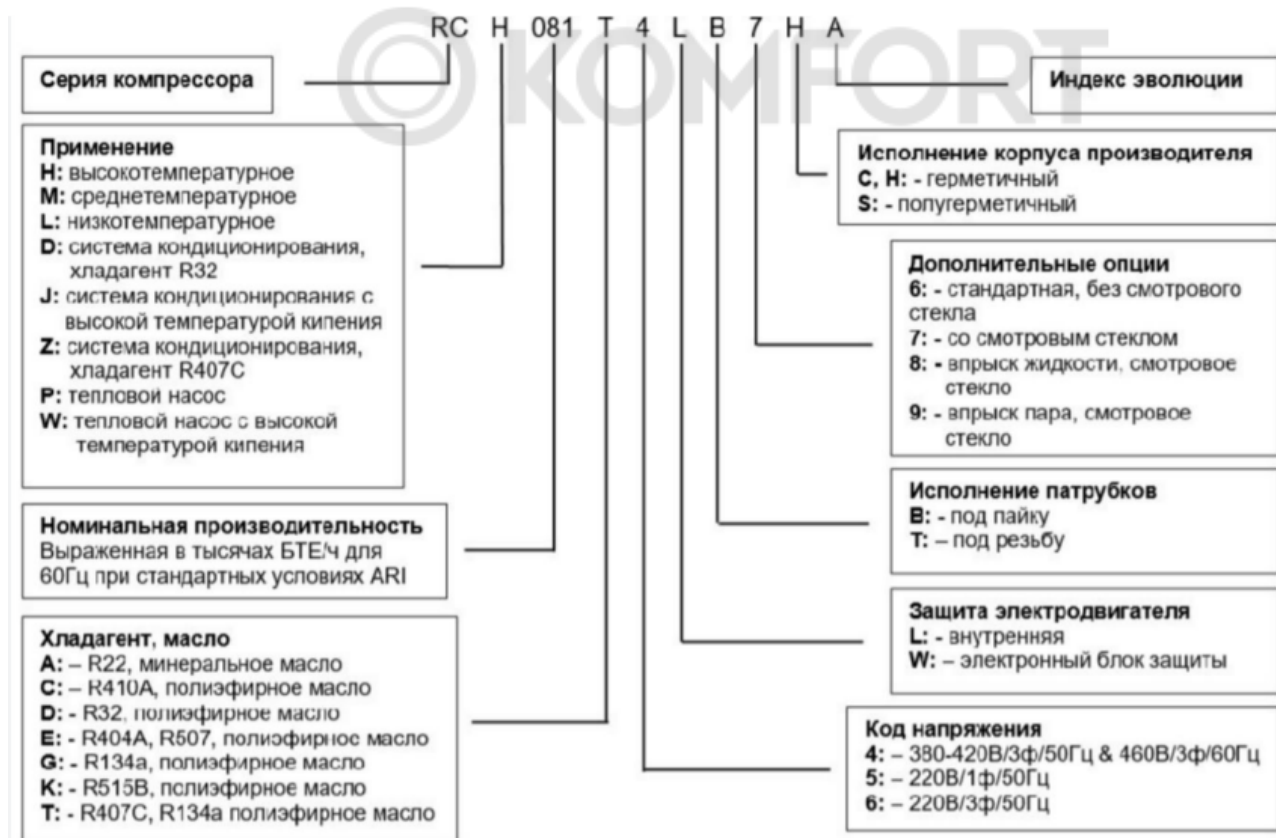 RC H 081 T 4 L B 7 H A
KOMFORT
Серия компрессора
Применение
H: высокотемпературное
M: среднетемпературное
L: низкотемпературное
D: система кондиционирования,
хладагент R32
J: система кондиционирования с
высокой температурой кипения
Z: система кондиционирования,
хладагент R407C
P: тепловой насос
W: тепловой насос с высокой
температурой кипения
Номинальная производительность
Выраженная в тысячах БТЕ/ч для
60Гц при стандартных условиях ARI
Хладагент, масло
A: – R22, минеральное масло
C: – R410A, полиэфирное масло
D: - R32, полиэфирное масло
E: - R404A, R507, полиэфирное масло
G: - R134a, полиэфирное масло
K: - R515B, полиэфирное масло
T: - R407C, R134a полиэфирное масло
Индекс эволюции
Исполнение корпуса производителя
C, H: - герметичный
S: - полугерметичный
Дополнительные опции
6: - стандартная, без смотрового
стекла
7: - со смотровым стеклом
8: - впрыск жидкости, смотровое
стекло
9: - впрыск пара, смотровое
стекло
Исполнение патрубков
B: - под пайку
T: – под резьбу
Защита электродвигателя
L: - внутренняя
W: – электронный блок защиты
Код напряжения
4: – 380-420В/3ф/50Гц & 460В/3ф/60Гц
5: – 220В/1ф/50Гц
6: – 220В/3ф/50Гц